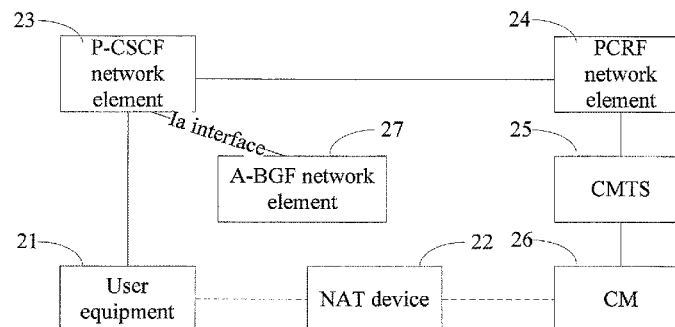 23
P-CSCF
network
element
24
PCRF
network
element
Ia interface
27
A-BGF network
element
25
CMTS
21
User
equipment
22
NAT device
26
CM